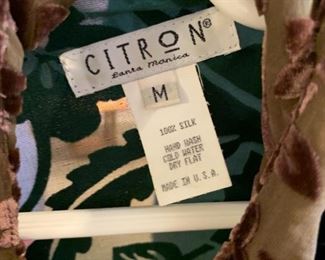 CITRON®
Santa Monica
M
100% SILK
HAND WASH
COLD WATER
DRY FLAT
MADE IN U.S.A.